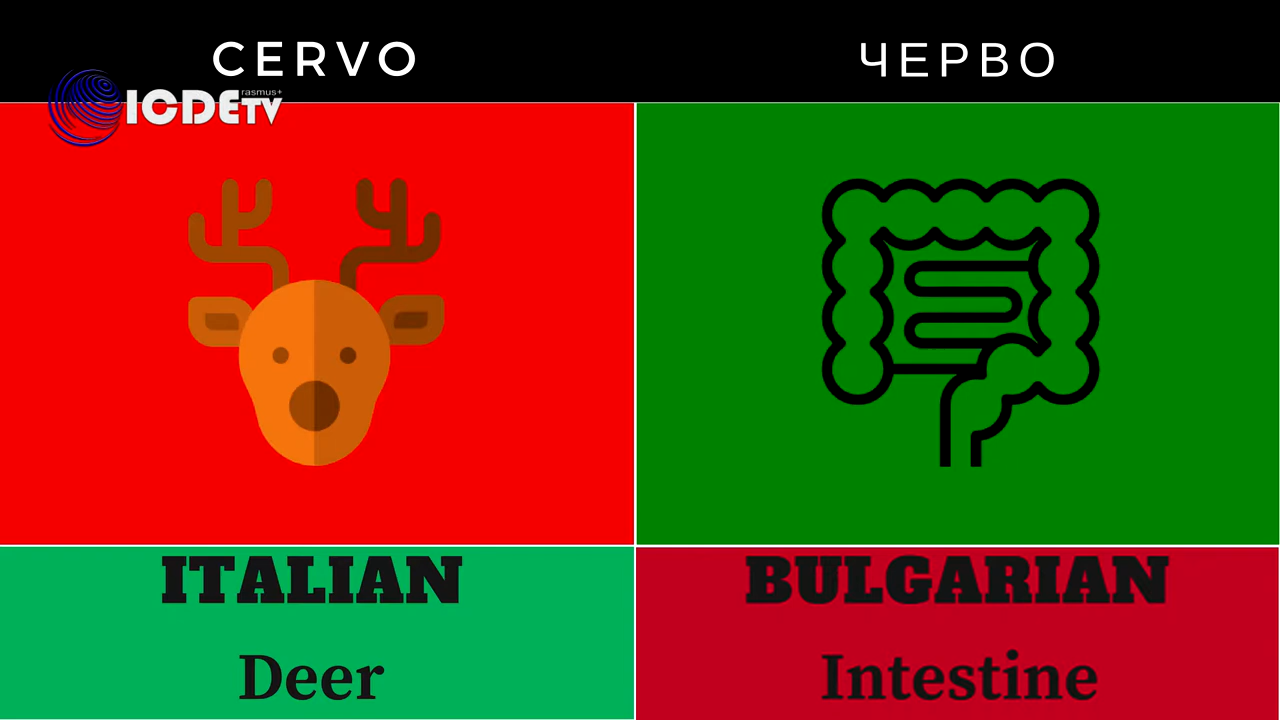 CERVO
ЧЕРВО
rasmus+
ICDETV
ITALIAN
BULGARIAN
Deer
Intestine